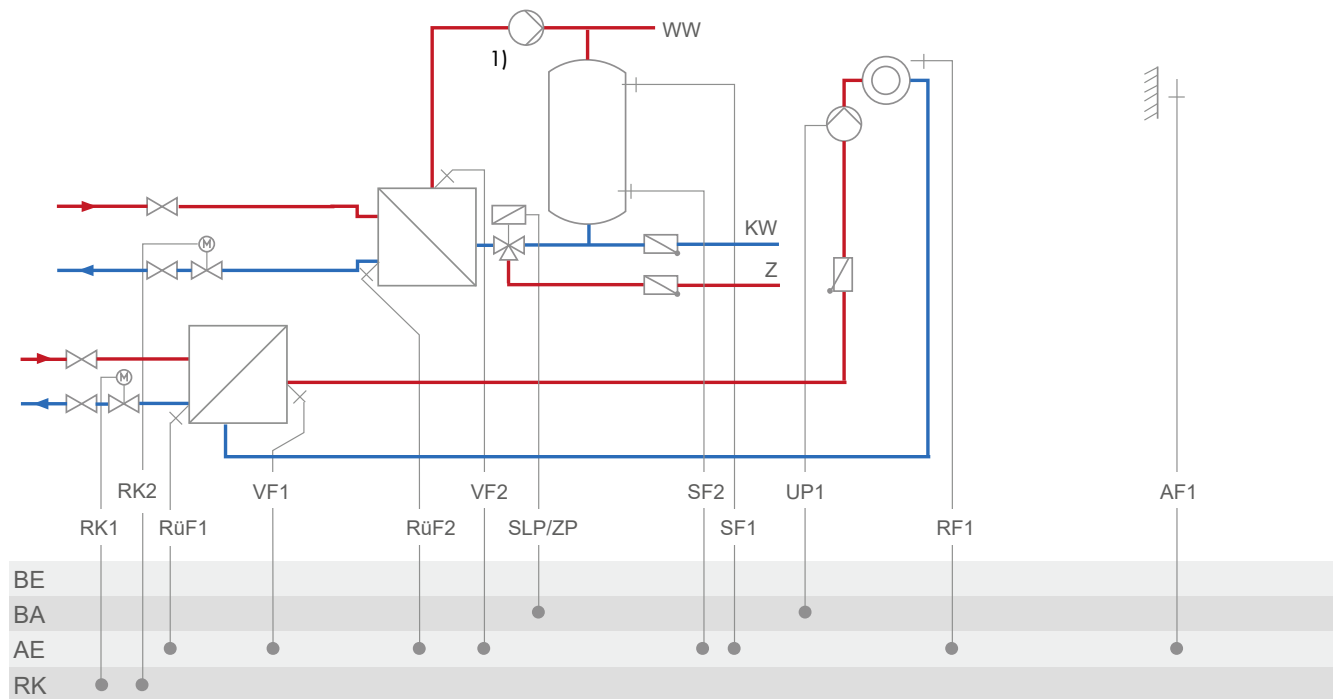 WW
1)
KW
M
Z
M
RK2
VF1
VF2
SF2
UP1
AF1
RK1
RüF1
RüF2
SLP/ZP
SF1
RF1
BE
BA
AE
RK